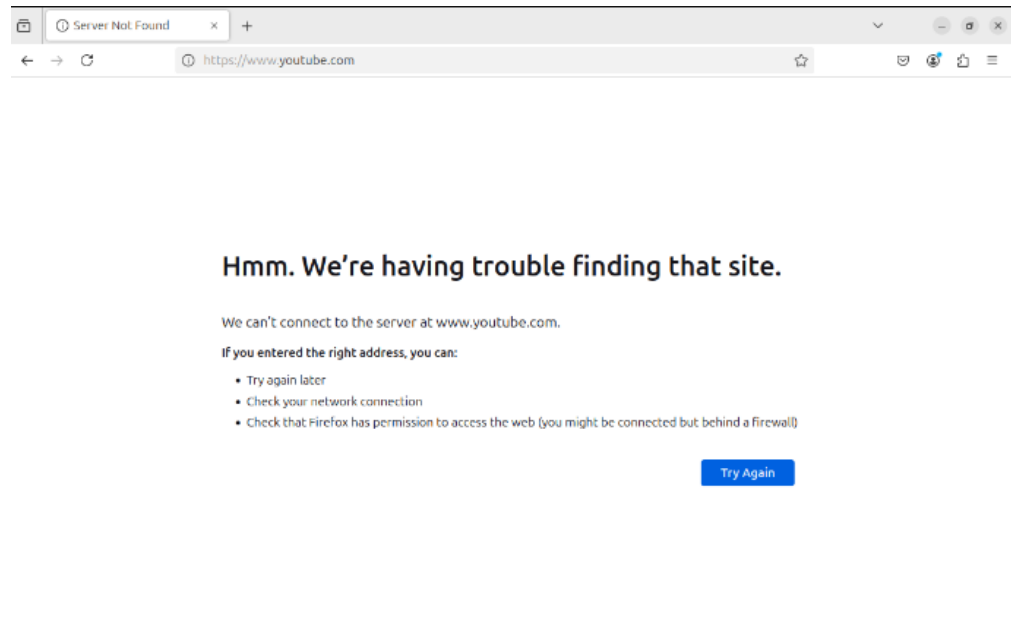 Server Not Found
https://www.youtube.com
Hmm. We're having trouble finding that site.
We can't connect to the server at www.youtube.com.
If you entered the right address, you can:
• Try again later
• Check your network connection
• Check that Firefox has permission to access the web (you might be connected but behind a firewall)
Try Again